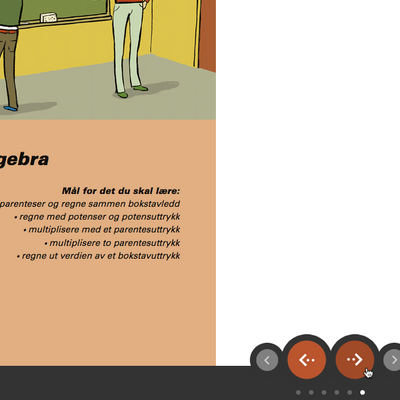 gebra
Mål for det du skal lære:
parenteser og regne sammen bokstavledd
• regne med potenser og potensuttrykk
• multiplisere med et parentesuttrykk
• multiplisere to parentesuttrykk
• regne ut verdien av et bokstavuttrykk